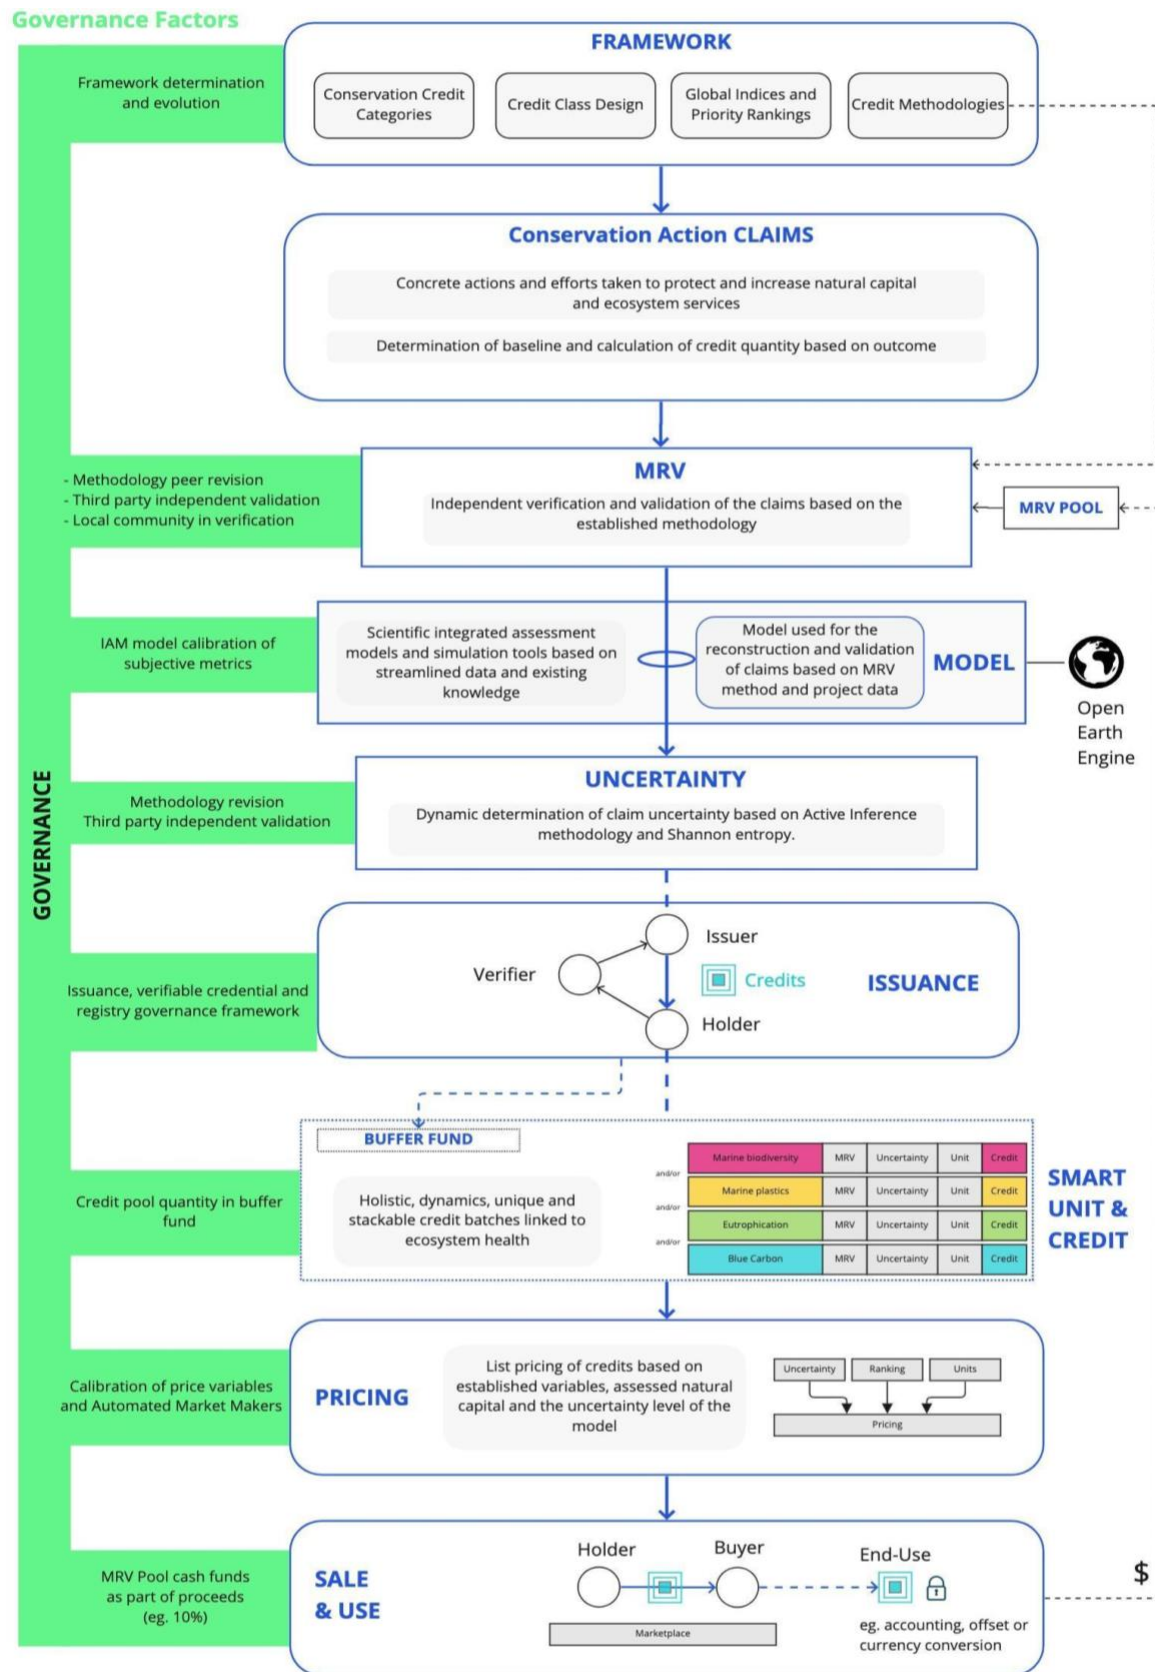 Governance Factors
FRAMEWORK
Framework determination
and evolution
Conservation Credit
Categories
Credit Class Design
Global Indices and
Priority Rankings
Credit Methodologies
Conservation Action CLAIMS
Concrete actions and efforts taken to protect and increase natural capital
and ecosystem services
Determination of baseline and calculation of credit quantity based on outcome
- Methodology peer revision
- Third party independent validation
- Local community in verification
MRV
Independent verification and validation of the claims based on the
established methodology
MRV POOL
IAM model calibration of
subjective metrics
Scientific integrated assessment
models and simulation tools based on
streamlined data and existing
knowledge
Model used for the
reconstruction and validation
of claims based on MRV
method and project data
MODEL
Open
Earth
Engine
GOVERNANCE
Methodology revision
Third party independent validation
UNCERTAINTY
Dynamic determination of claim uncertainty based on Active Inference
methodology and Shannon entropy.
Issuance, verifiable credential and
registry governance framework
Issuer
Verifier
Credits
Holder
ISSUANCE
Credit pool quantity in buffer
fund
BUFFER FUND
Holistic, dynamics, unique and
stackable credit batches linked to
ecosystem health
Marine biodiversity MRV Uncertainty Unit Credit
and/or
Marine plastics MRV Uncertainty Unit Credit
and/or
Eutrophication MRV Uncertainty Unit Credit
and/or
Blue Carbon MRV Uncertainty Unit Credit
SMART
UNIT &
CREDIT
Calibration of price variables
and Automated Market Makers
PRICING
List pricing of credits based on
established variables, assessed natural
capital and the uncertainty level of the
model
Uncertainty Ranking Units
Pricing
MRV Pool cash funds
as part of proceeds
(eg. 10%)
SALE
& USE
Holder
Buyer
End-Use
Marketplace
eg. accounting, offset or
currency conversion
$